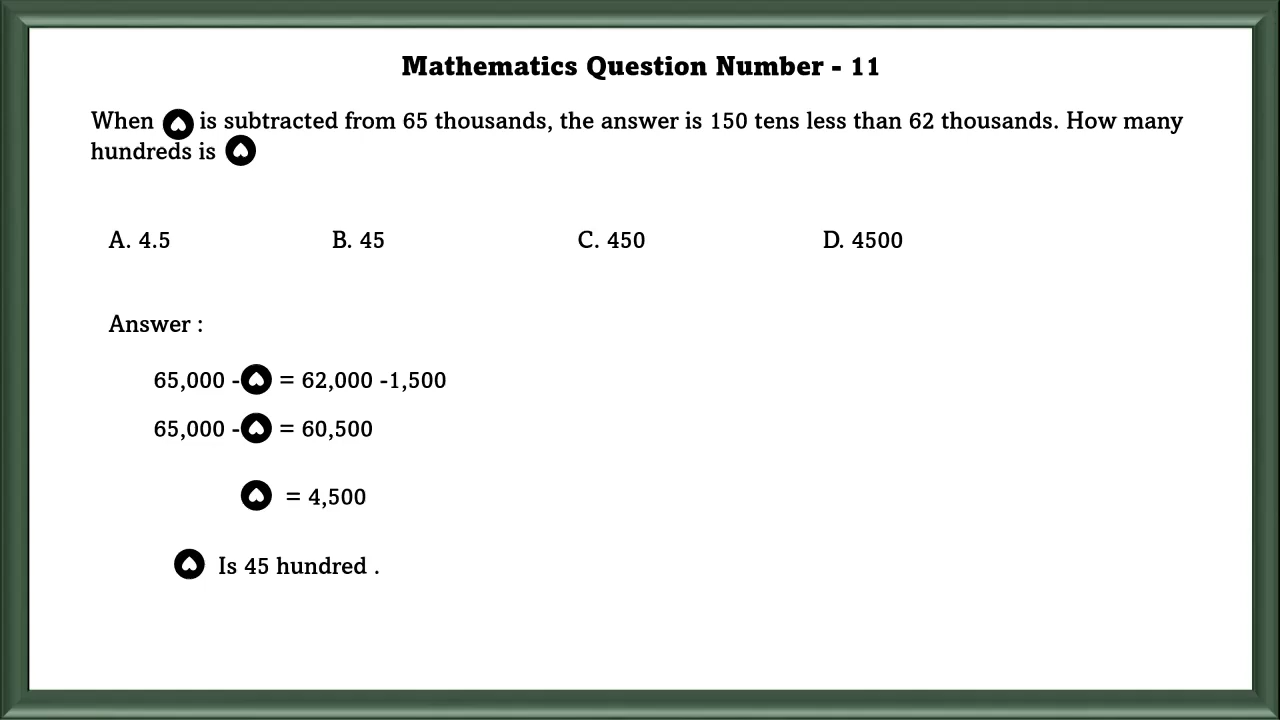 Mathematics Question Number - 11
When is subtracted from 65 thousands, the answer is 150 tens less than 62 thousands. How many
hundreds is
A. 4.5 B. 45 C. 450 D. 4500
Answer :
65,000 - = 62,000 -1,500
65,000 - = 60,500
= 4,500
Is 45 hundred .